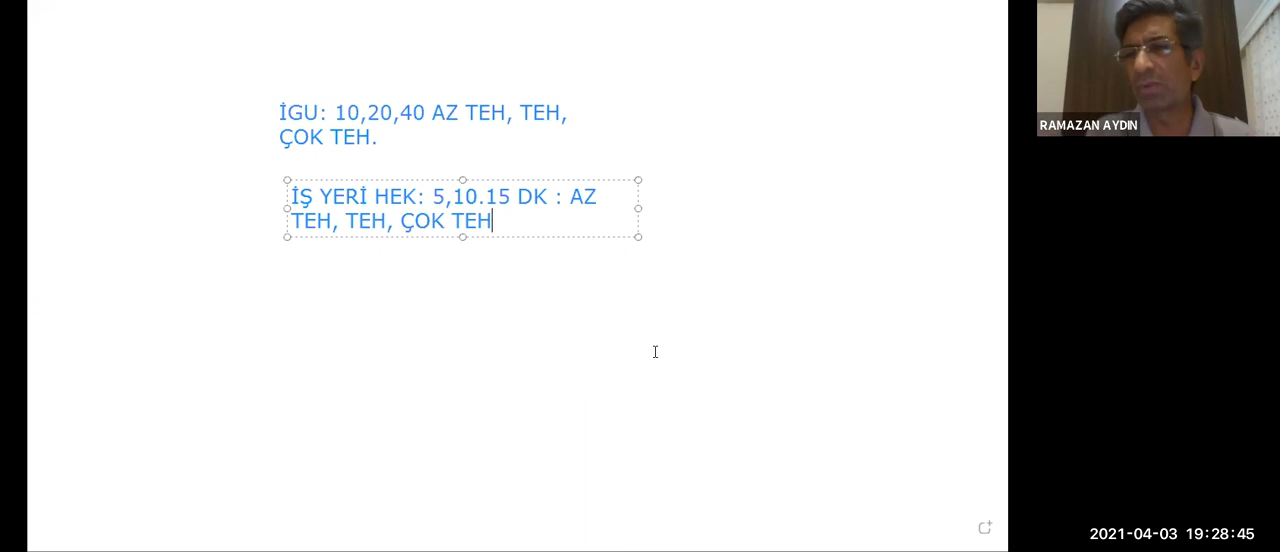 İGU: 10,20,40 AZ TEH, TEH,
ÇOK TEH.
İŞ YERİ HEK: 5,10.15 DK : AZ
TEH, TEH, ÇOK TEH
RAMAZAN AYDIN
2021-04-03 19:28:45